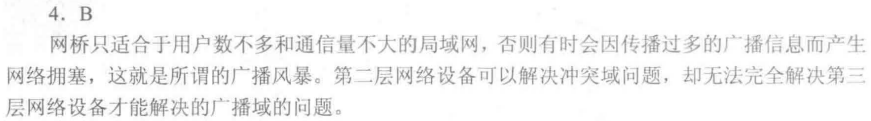 4．B
网桥只适合于用户数不多和通信量不大的局域网，否则有时会因传播过多的广播信息而产生
网络拥塞，这就是所谓的广播风暴。第二层网络设备可以解决冲突域问题，却无法完全解决第三
层网络设备才能解决的广播域的问题。